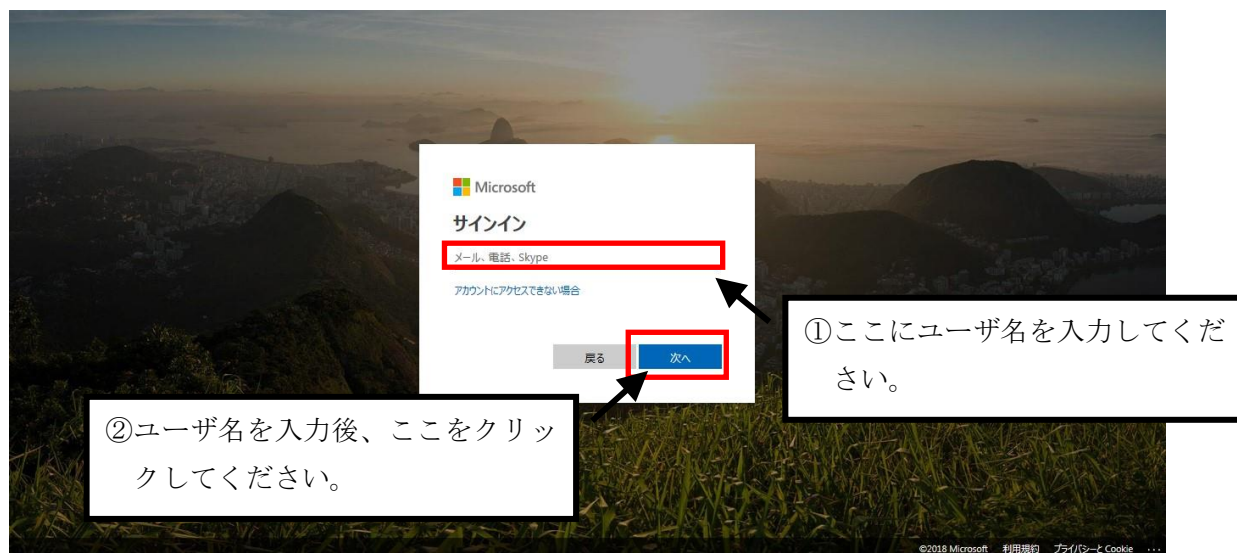 Microsoft
サインイン
メール、電話、Skype
アカウントにアクセスできない場合
戻る
次へ
①ここにユーザ名を入力してくだ
さい。
②ユーザ名を入力後、ここをクリッ
クしてください。
©2018 Microsoft 利用規約 プライバシーと Cookie ...